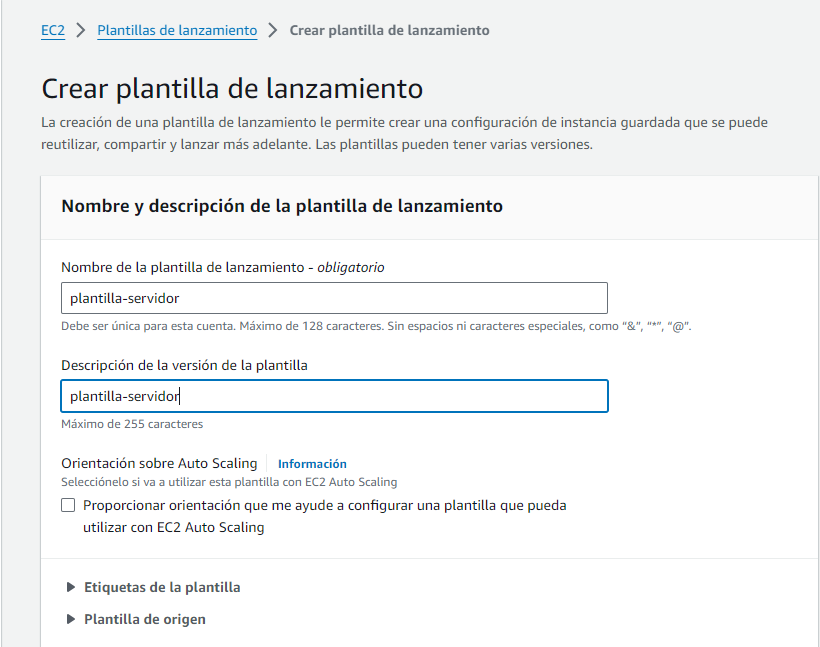 EC2 > Plantillas de lanzamiento > Crear plantilla de lanzamiento
Crear plantilla de lanzamiento
La creación de una plantilla de lanzamiento le permite crear una configuración de instancia guardada que se puede
reutilizar, compartir y lanzar más adelante. Las plantillas pueden tener varias versiones.
Nombre y descripción de la plantilla de lanzamiento
Nombre de la plantilla de lanzamiento - obligatorio
plantilla-servidor
Debe ser única para esta cuenta. Máximo de 128 caracteres. Sin espacios ni caracteres especiales, como “&”, “*”, “@”.
Descripción de la versión de la plantilla
plantilla-servidor
Máximo de 255 caracteres
Orientación sobre Auto Scaling Información
Selecciónelo si va a utilizar esta plantilla con EC2 Auto Scaling
Proporcionar orientación que me ayude a configurar una plantilla que pueda
utilizar con EC2 Auto Scaling
Etiquetas de la plantilla
Plantilla de origen